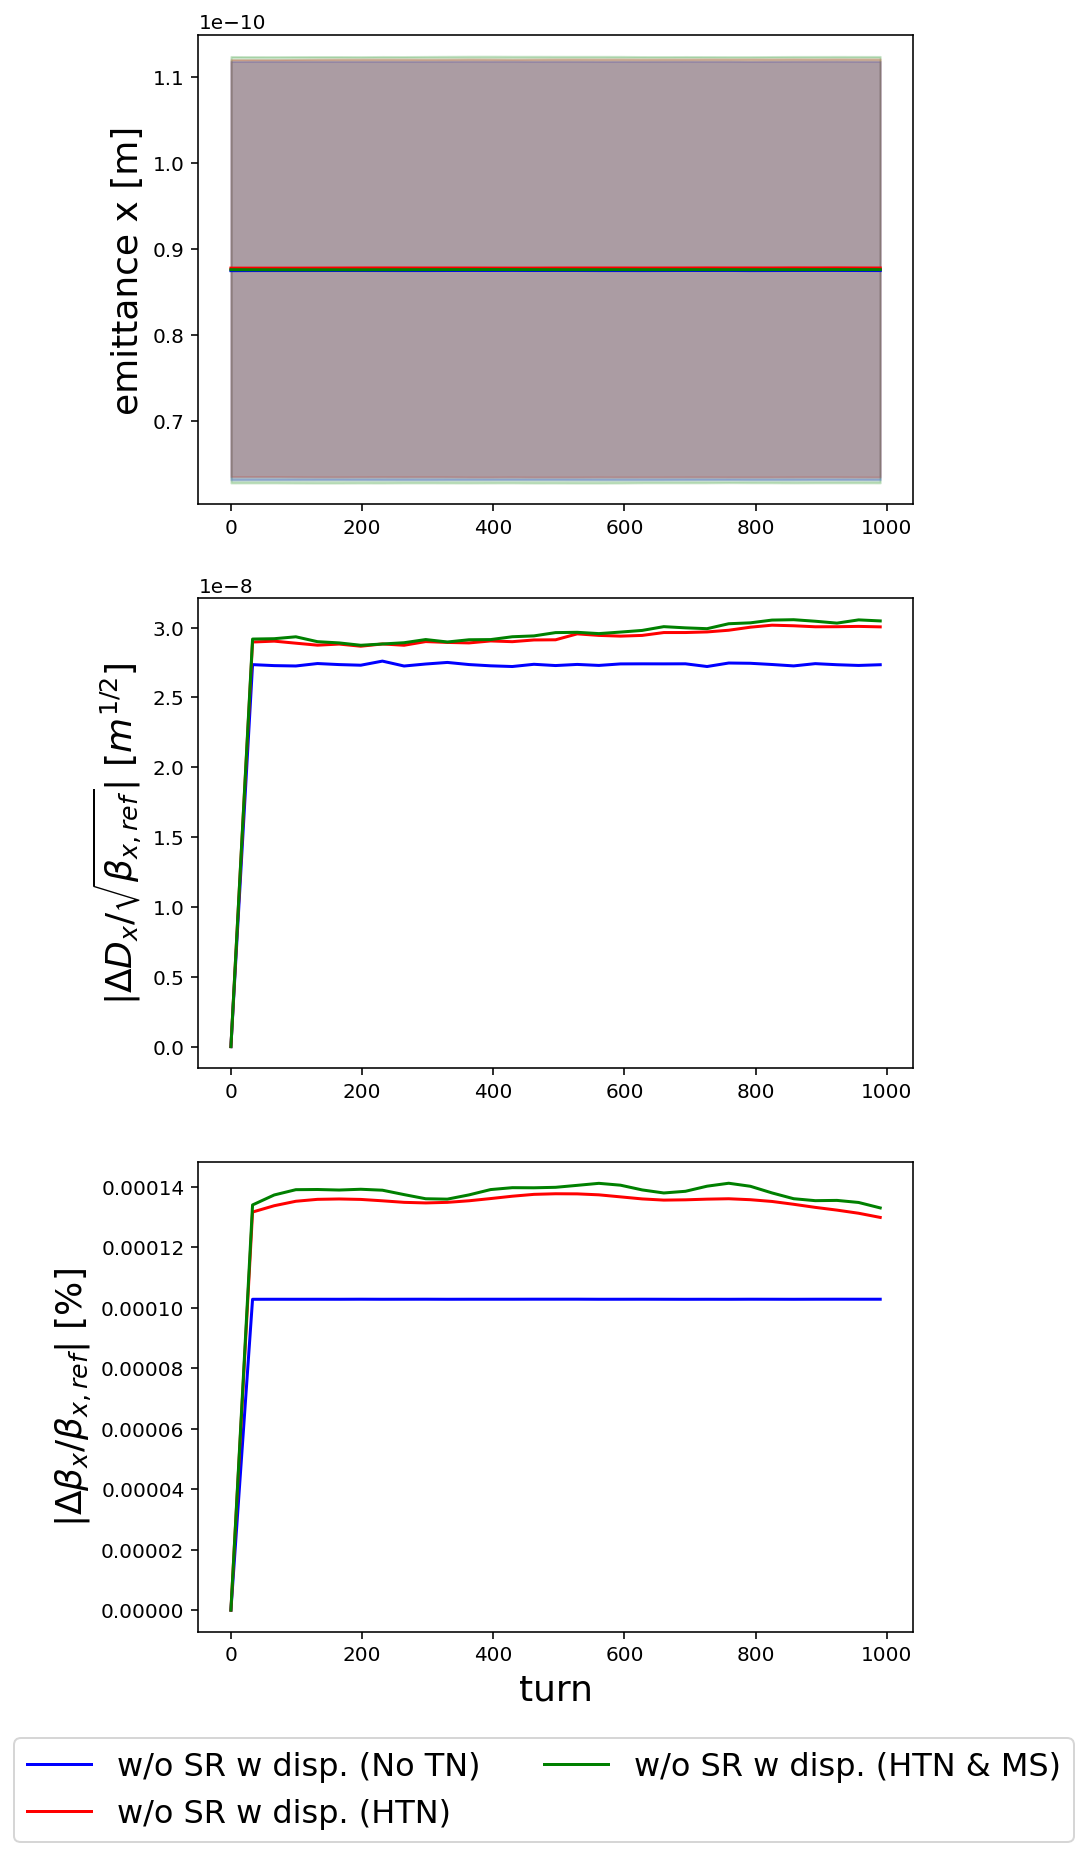 1e−10
emittance x [m]
1.1
1.0
0.9
0.8
0.7
0 200 400 600 800 1000
1e−8
|ΔD_x/√β_{x,ref}| [m^{1/2}]
3.0
2.5
2.0
1.5
1.0
0.5
0.0
0 200 400 600 800 1000
|Δβ_x/β_{x,ref}| [%]
0.00014
0.00012
0.00010
0.00008
0.00006
0.00004
0.00002
0.00000
0 200 400 600 800 1000
turn
w/o SR w disp. (No TN) w/o SR w disp. (HTN & MS)
w/o SR w disp. (HTN)